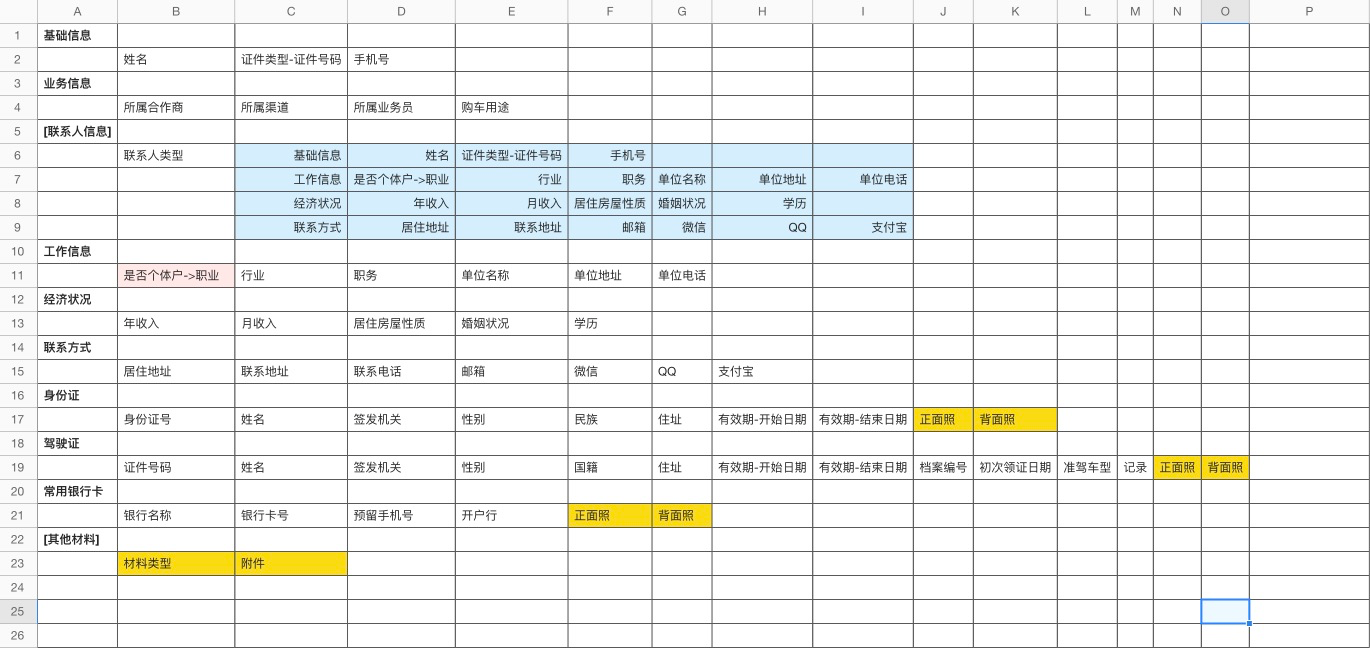 A B C D E F G H I J K L M N O P
1 基础信息
2 姓名 证件类型-证件号码 手机号
3 业务信息
4 所属合作商 所属渠道 所属业务员 购车用途
5 [联系人信息]
6 联系人类型 基础信息 姓名 证件类型-证件号码 手机号
7 工作信息 是否个体户->职业 行业 职务 单位名称 单位地址 单位电话
8 经济状况 年收入 月收入 居住房屋性质 婚姻状况 学历
9 联系方式 居住地址 联系地址 邮箱 微信 QQ 支付宝
10 工作信息
11 是否个体户->职业 行业 职务 单位名称 单位地址 单位电话
12 经济状况
13 年收入 月收入 居住房屋性质 婚姻状况 学历
14 联系方式
15 居住地址 联系地址 联系电话 邮箱 微信 QQ 支付宝
16 身份证
17 身份证号 姓名 签发机关 性别 民族 住址 有效期-开始日期 有效期-结束日期 正面照 背面照
18 驾驶证
19 证件号码 姓名 签发机关 性别 国籍 住址 有效期-开始日期 有效期-结束日期 档案编号 初次领证日期 准驾车型 记录 正面照 背面照
20 常用银行卡
21 银行名称 银行卡号 预留手机号 开户行 正面照 背面照
22 [其他材料]
23 材料类型 附件
24
25
26